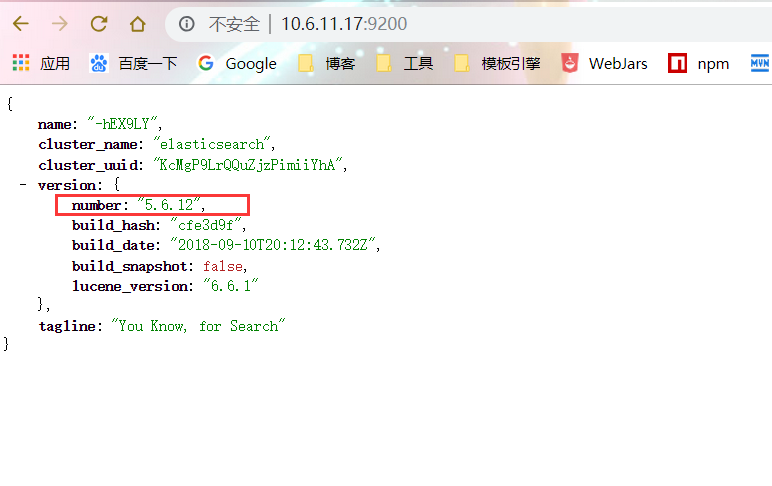 不安全 10.6.11.17:9200
应用 百度一下 Google 博客 工具 模板引擎 WebJars npm MVN
{
name: "-hEX9LY",
cluster_name: "elasticsearch",
cluster_uuid: "KcMgP9LrQQuZjzPimiiYhA",
- version: {
number: "5.6.12",
build_hash: "cfe3d9f",
build_date: "2018-09-10T20:12:43.732Z",
build_snapshot: false,
lucene_version: "6.6.1"
},
tagline: "You Know, for Search"
}